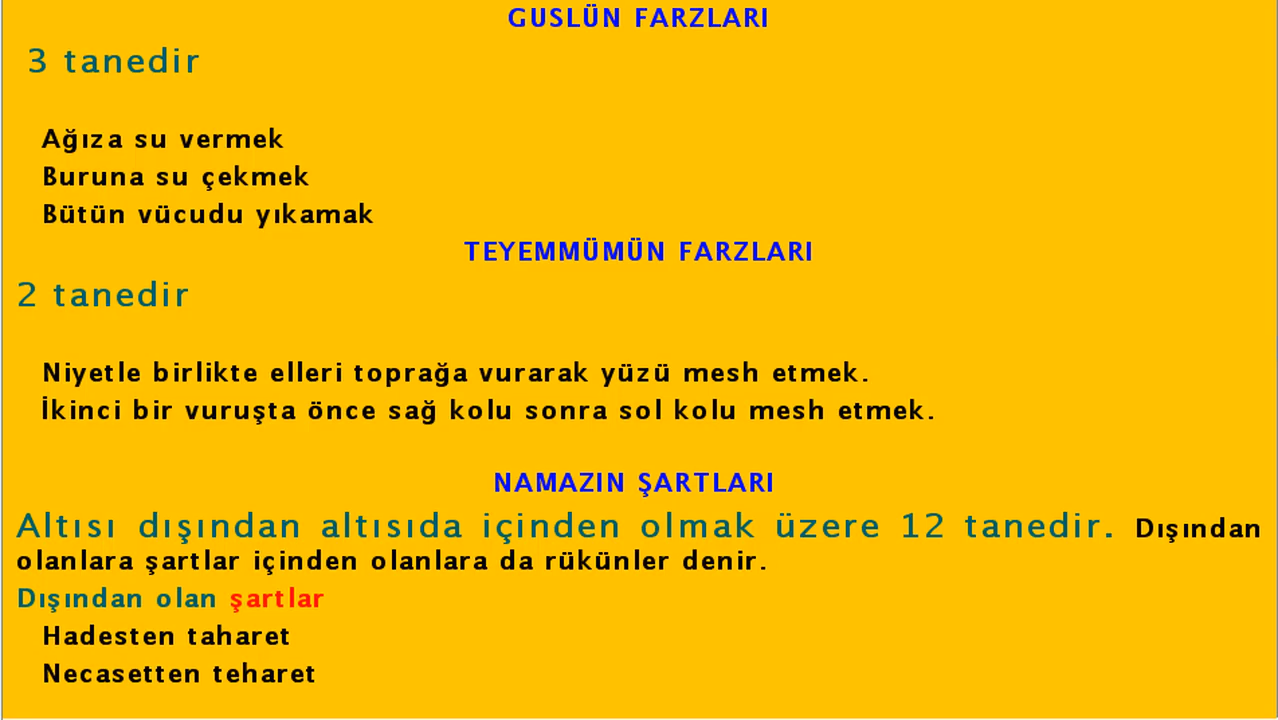 GUSLÜN FARZLARI
3 tanedir
Ağıza su vermek
Buruna su çekmek
Bütün vücudu yıkamak
TEYEMMÜMÜN FARZLARI
2 tanedir
Niyetle birlikte elleri toprağa vurarak yüzü mesh etmek.
İkinci bir vuruşta önce sağ kolu sonra sol kolu mesh etmek.
NAMAZIN ŞARTLARI
Altısı dışından altısıda içinden olmak üzere 12 tanedir. Dışından
olanlara şartlar içinden olanlara da rükünler denir.
Dışından olan şartlar
Hadesten taharet
Necasetten teharet